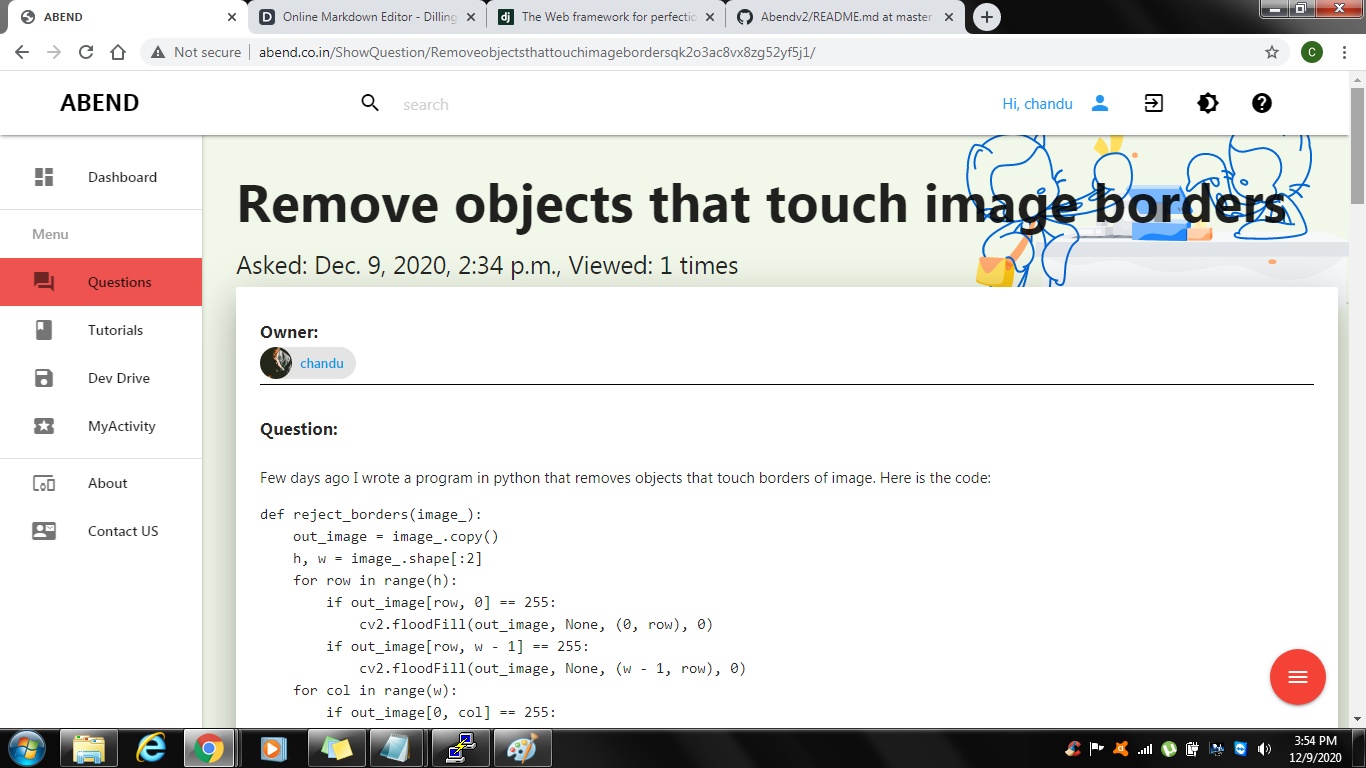 ABEND
Online Markdown Editor - Dilling
The Web framework for perfectio
Abendv2/README.md at master
Not secure
abend.co.in/ShowQuestion/Removeobjectsthattouchimagebordersqk2o3ac8vx8zg52yf5j1/
C
ABEND
search
Hi, chandu
Dashboard
Menu
Questions
Tutorials
Dev Drive
MyActivity
About
Contact US
Remove objects that touch image borders
Asked: Dec. 9, 2020, 2:34 p.m., Viewed: 1 times
Owner:
chandu
Question:
Few days ago I wrote a program in python that removes objects that touch borders of image. Here is the code:
def reject_borders(image_):
    out_image = image_.copy()
    h, w = image_.shape[:2]
    for row in range(h):
        if out_image[row, 0] == 255:
            cv2.floodFill(out_image, None, (0, row), 0)
        if out_image[row, w - 1] == 255:
            cv2.floodFill(out_image, None, (w - 1, row), 0)
    for col in range(w):
        if out_image[0, col] == 255:
3:54 PM
12/9/2020